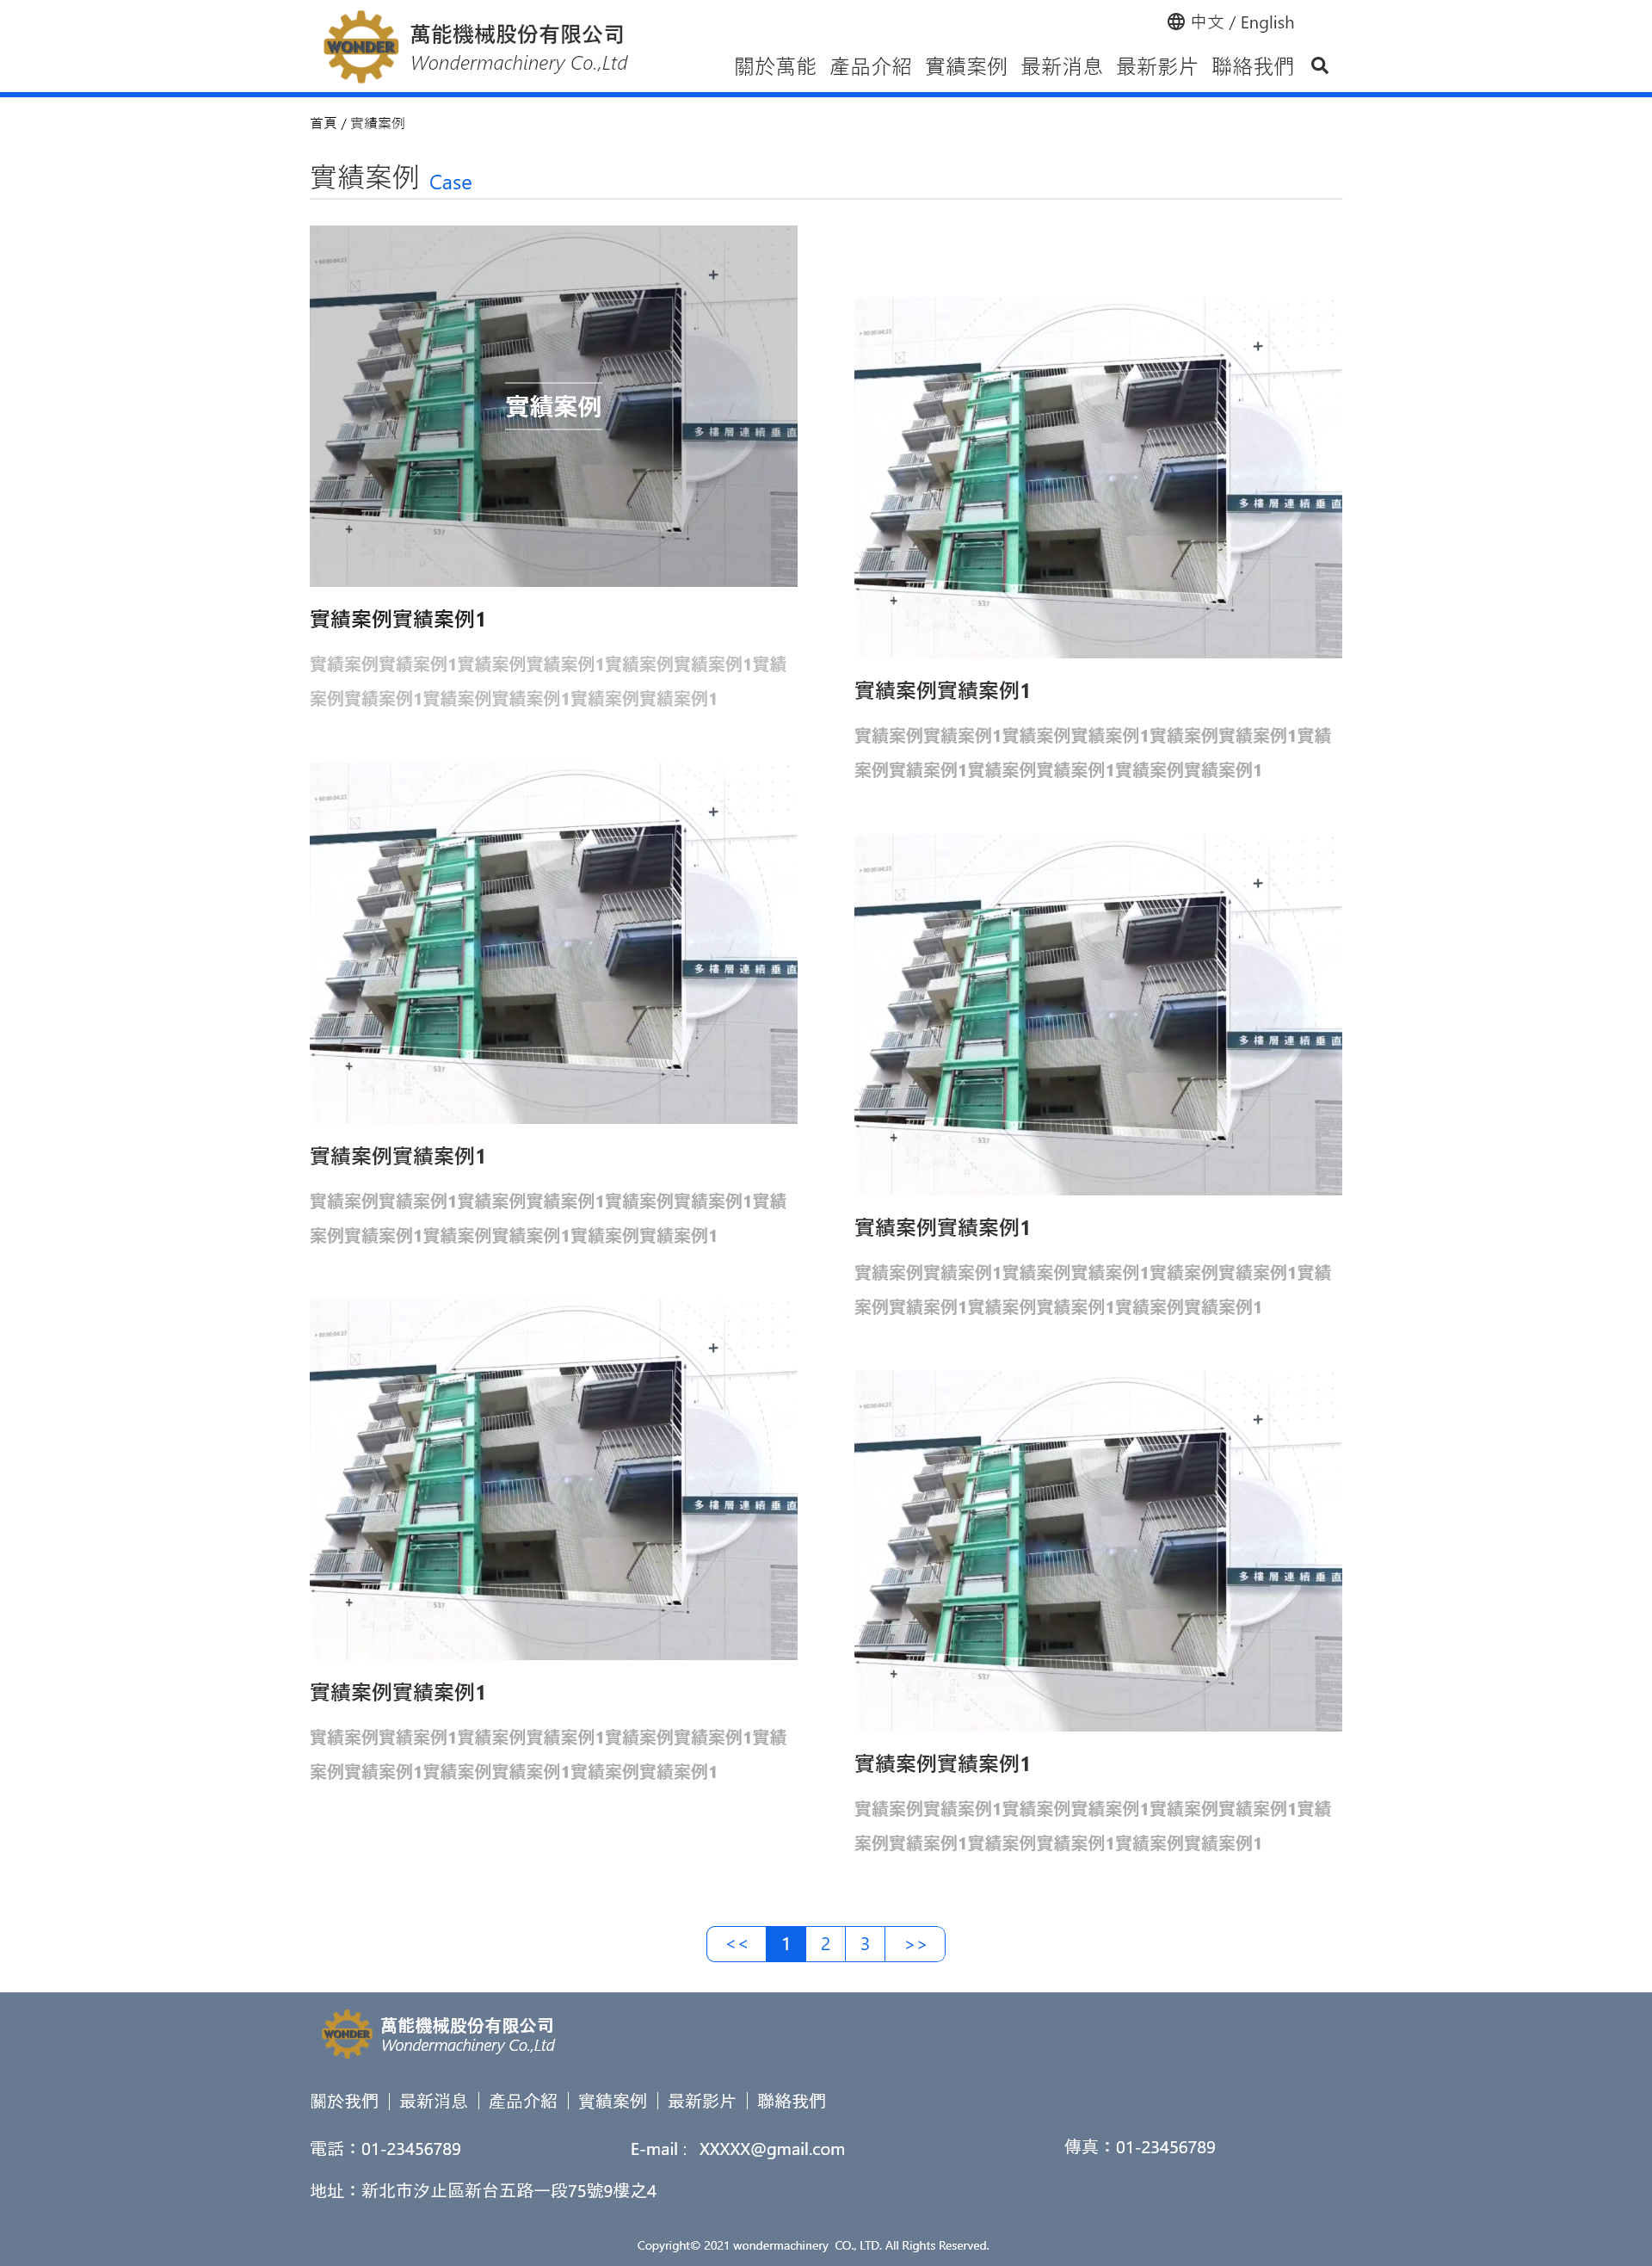 WONDER
萬能機械股份有限公司
Wondermachinery Co.,Ltd
中文 / English
關於萬能 產品介紹 實績案例 最新消息 最新影片 聯絡我們
首頁 / 實績案例
實績案例 Case
實績案例
多樓層連續垂直
實績案例實績案例1
實績案例實績案例1實績案例實績案例1實績案例實績案例1實績
案例實績案例1實績案例實績案例1實績案例實績案例1
多樓層連續垂直
實績案例實績案例1
實績案例實績案例1實績案例實績案例1實績案例實績案例1實績
案例實績案例1實績案例實績案例1實績案例實績案例1
多樓層連續垂直
實績案例實績案例1
實績案例實績案例1實績案例實績案例1實績案例實績案例1實績
案例實績案例1實績案例實績案例1實績案例實績案例1
多樓層連續垂直
實績案例實績案例1
實績案例實績案例1實績案例實績案例1實績案例實績案例1實績
案例實績案例1實績案例實績案例1實績案例實績案例1
多樓層連續垂直
實績案例實績案例1
實績案例實績案例1實績案例實績案例1實績案例實績案例1實績
案例實績案例1實績案例實績案例1實績案例實績案例1
多樓層連續垂直
實績案例實績案例1
實績案例實績案例1實績案例實績案例1實績案例實績案例1實績
案例實績案例1實績案例實績案例1實績案例實績案例1
<< 1 2 3 >>
WONDER
萬能機械股份有限公司
Wondermachinery Co.,Ltd
關於我們 | 最新消息 | 產品介紹 | 實績案例 | 最新影片 | 聯絡我們
電話：01-23456789 E-mail : XXXXX@gmail.com 傳真：01-23456789
地址：新北市汐止區新台五路一段75號9樓之4
Copyright© 2021 wondermachinery CO., LTD. All Rights Reserved.